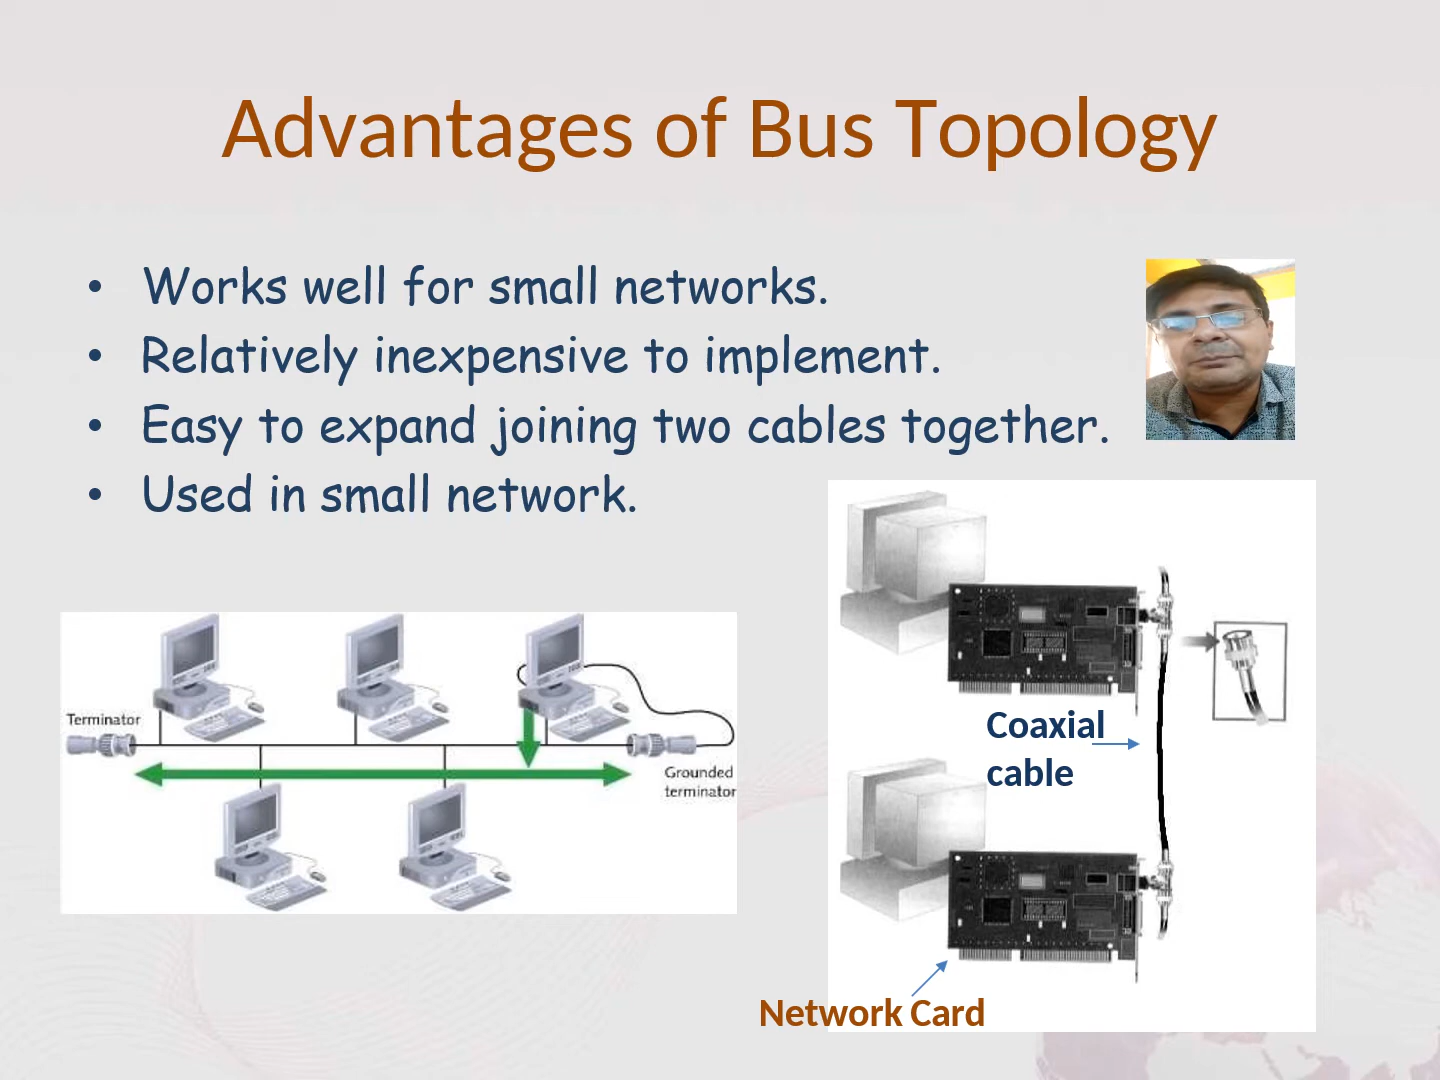 Advantages of Bus Topology
• Works well for small networks.
• Relatively inexpensive to implement.
• Easy to expand joining two cables together.
• Used in small network.
Terminator
Grounded
terminator
Coaxial
cable
Network Card